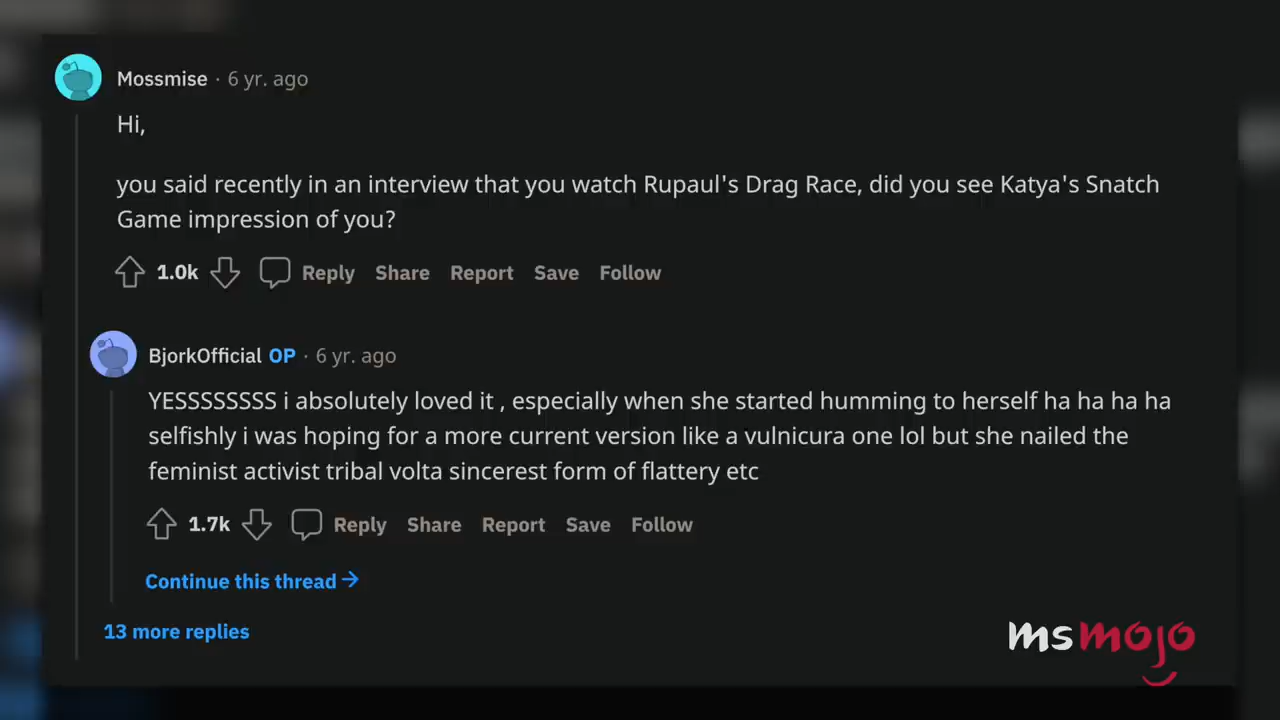 Mossmise · 6 yr. ago
Hi,
you said recently in an interview that you watch Rupaul's Drag Race, did you see Katya's Snatch
Game impression of you?
1.0k Reply Share Report Save Follow
BjorkOfficial OP · 6 yr. ago
YESSSSSSSS i absolutely loved it , especially when she started humming to herself ha ha ha ha
selfishly i was hoping for a more current version like a vulnicura one lol but she nailed the
feminist activist tribal volta sincerest form of flattery etc
1.7k Reply Share Report Save Follow
Continue this thread →
13 more replies
msmojo